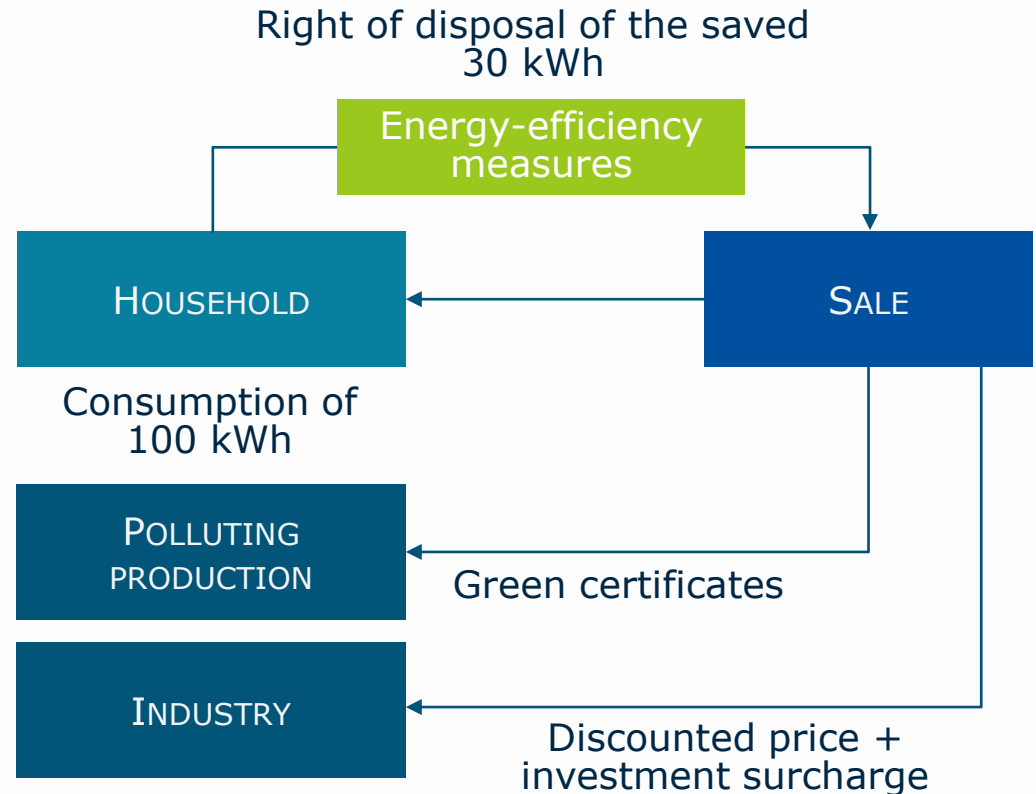 Right of disposal of the saved
30 kWh
Energy-efficiency
measures
HOUSEHOLD
SALE
Consumption of
100 kWh
POLLUTING
PRODUCTION
Green certificates
INDUSTRY
Discounted price +
investment surcharge